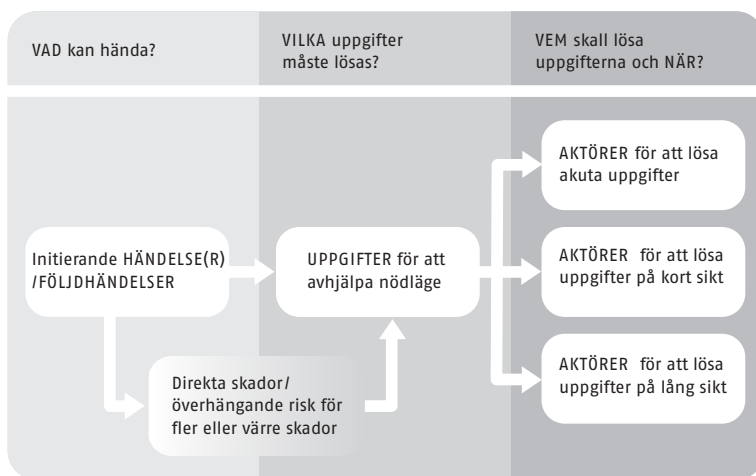 VAD kan hända?
VILKA uppgifter
måste lösas?
VEM skall lösa
uppgifterna och NÄR?
Initierande HÄNDELSE(R)
/FÖLJDHÄNDELSER
Direkta skador/
överhängande risk för
fler eller värre skador
UPPGIFTER för att
avhjälpa nödläge
AKTÖRER för att lösa
akuta uppgifter
AKTÖRER för att lösa
uppgifter på kort sikt
AKTÖRER för att lösa
uppgifter på lång sikt